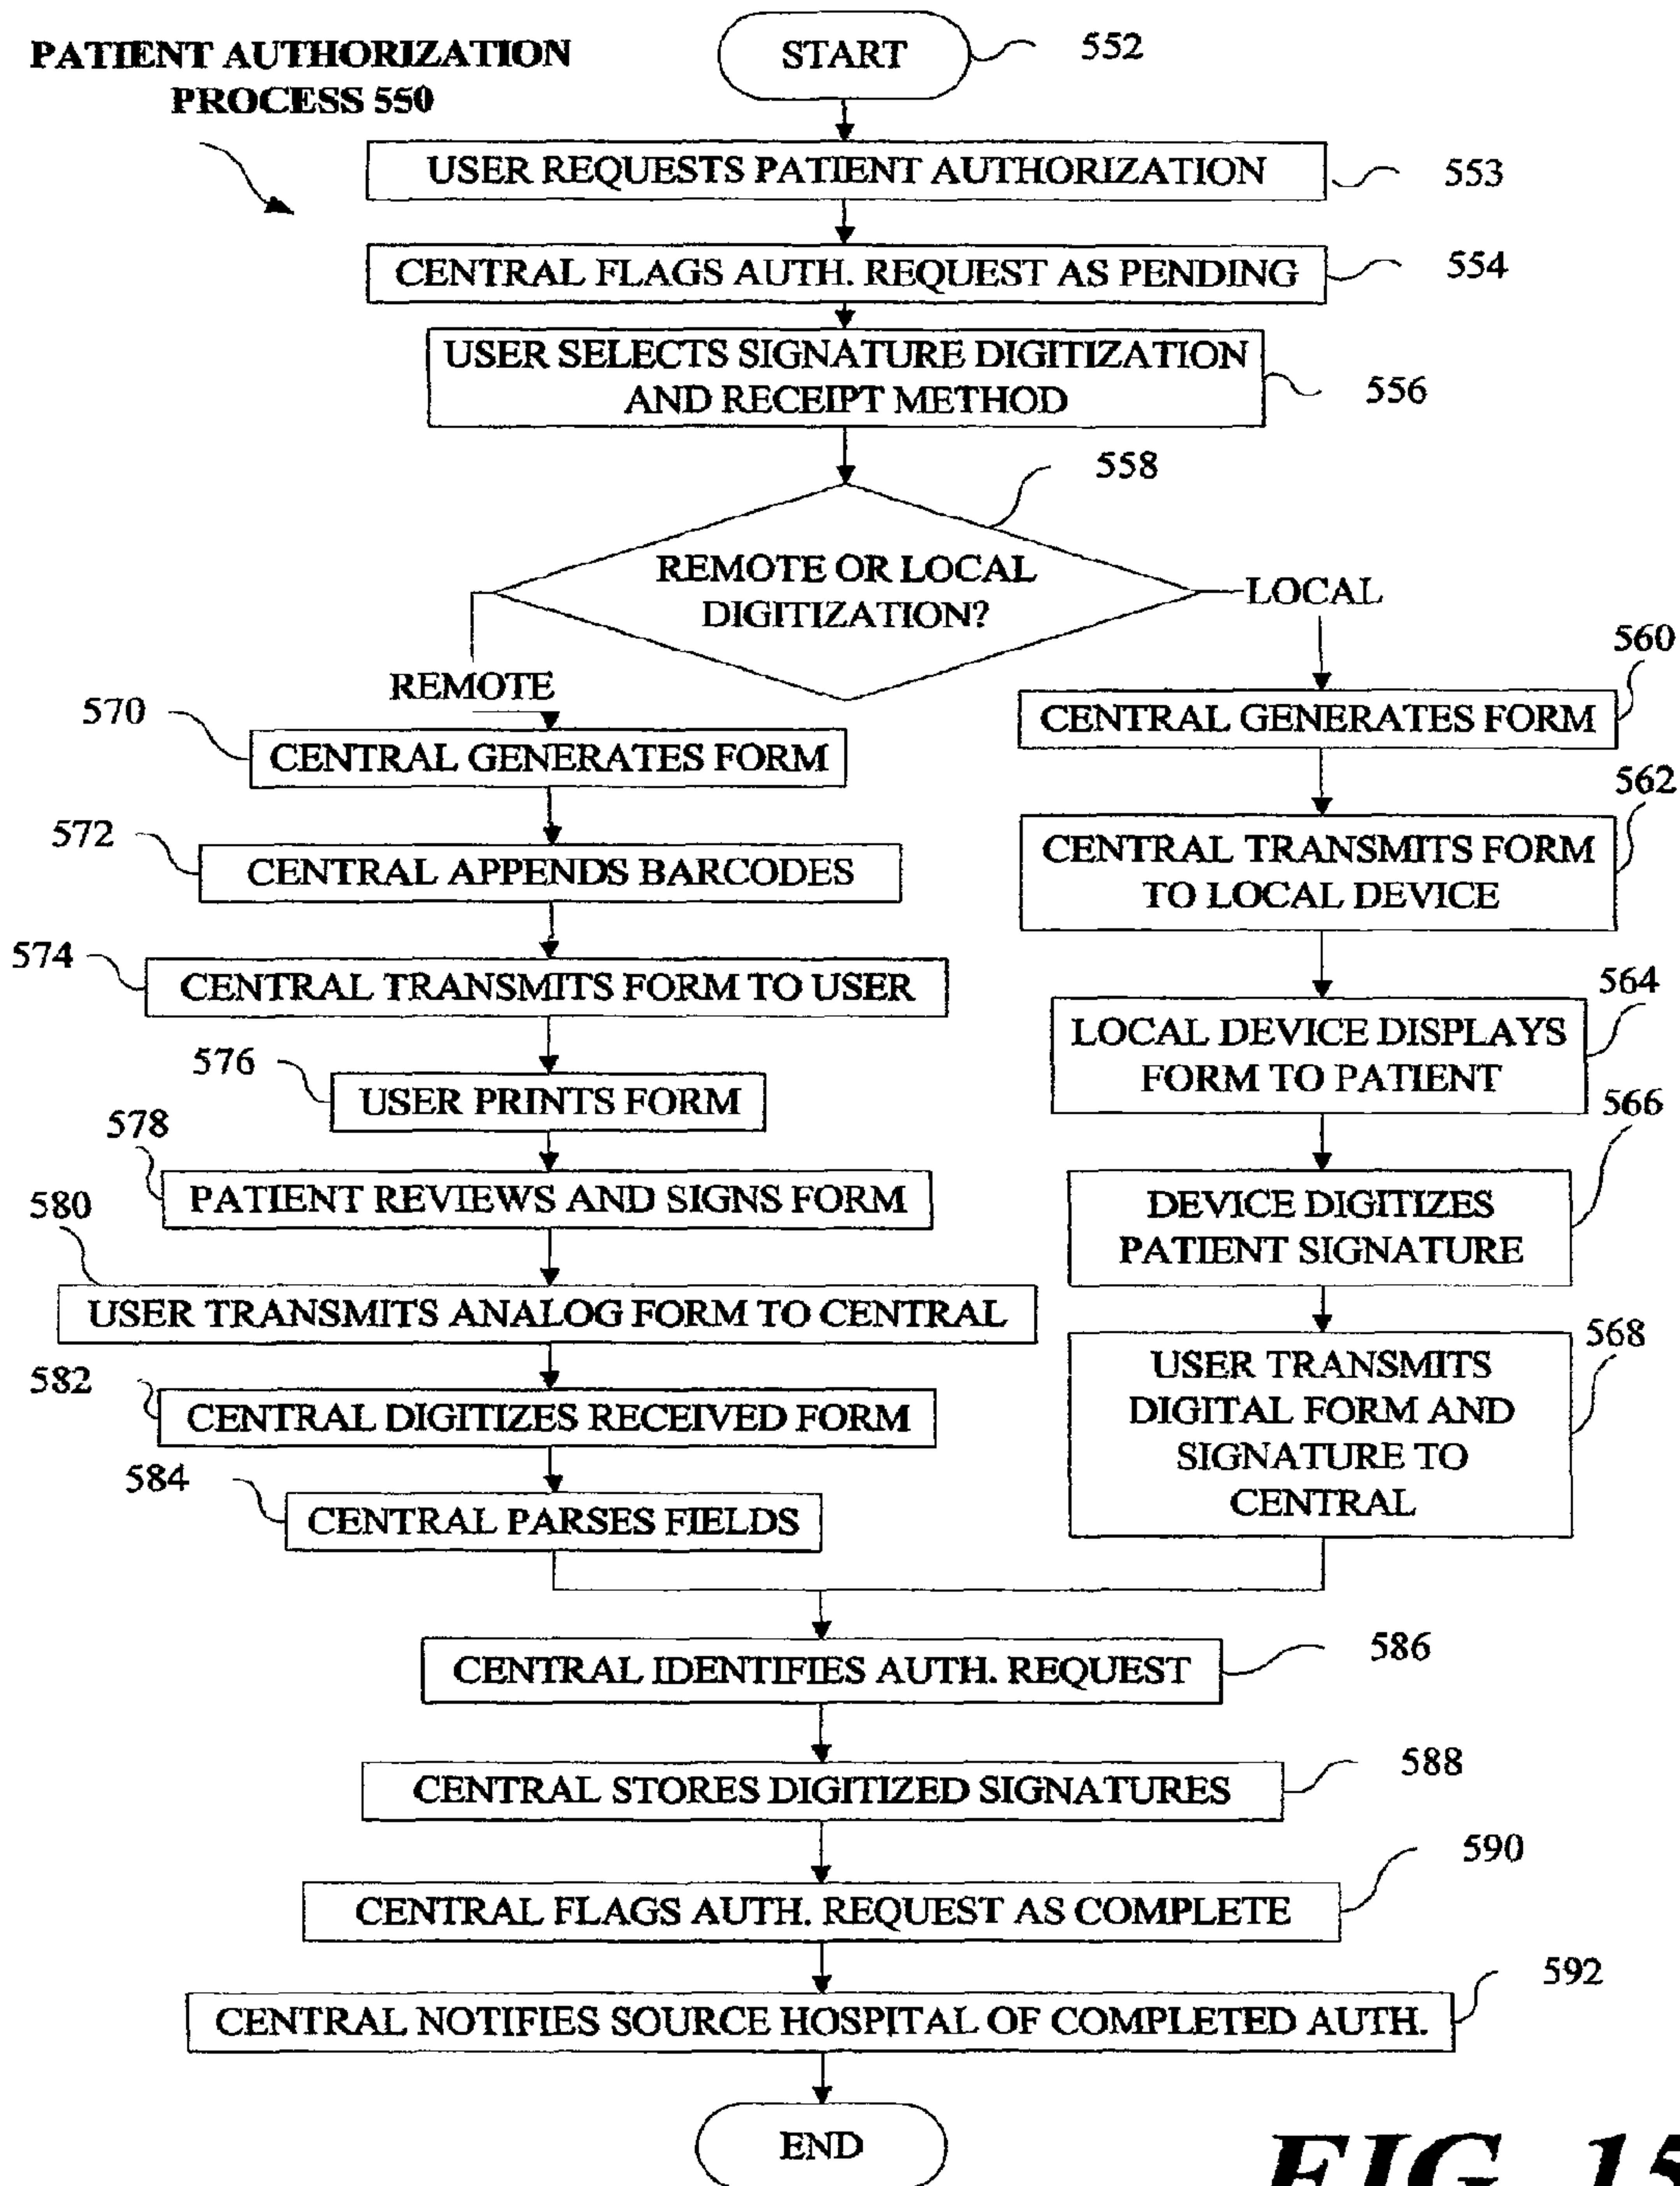 PATIENT AUTHORIZATION
PROCESS 550
START
552
USER REQUESTS PATIENT AUTHORIZATION
553
CENTRAL FLAGS AUTH. REQUEST AS PENDING
554
USER SELECTS SIGNATURE DIGITIZATION
AND RECEIPT METHOD
556
558
REMOTE OR LOCAL
DIGITIZATION?
LOCAL
REMOTE
560
CENTRAL GENERATES FORM
562
CENTRAL TRANSMITS FORM
TO LOCAL DEVICE
564
LOCAL DEVICE DISPLAYS
FORM TO PATIENT
566
DEVICE DIGITIZES
PATIENT SIGNATURE
568
USER TRANSMITS
DIGITAL FORM AND
SIGNATURE TO
CENTRAL
570
CENTRAL GENERATES FORM
572
CENTRAL APPENDS BARCODES
574
CENTRAL TRANSMITS FORM TO USER
576
USER PRINTS FORM
578
PATIENT REVIEWS AND SIGNS FORM
580
USER TRANSMITS ANALOG FORM TO CENTRAL
582
CENTRAL DIGITIZES RECEIVED FORM
584
CENTRAL PARSES FIELDS
CENTRAL IDENTIFIES AUTH. REQUEST
586
CENTRAL STORES DIGITIZED SIGNATURES
588
CENTRAL FLAGS AUTH. REQUEST AS COMPLETE
590
CENTRAL NOTIFIES SOURCE HOSPITAL OF COMPLETED AUTH.
592
END
FIG. 15